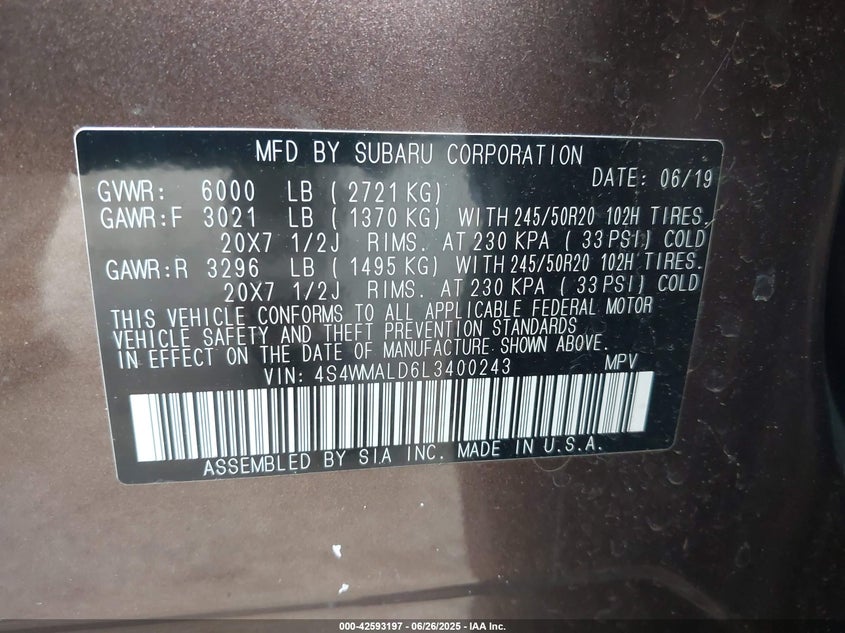 MFD BY SUBARU CORPORATION
DATE: 06/19
GVWR: 6000 LB ( 2721 KG)
GAWR:F 3021 LB ( 1370 KG) WITH 245/50R20 102H TIRES.
20X7 1/2J RIMS. AT 230 KPA ( 33 PSI) COLD
GAWR:R 3296 LB ( 1495 KG) WITH 245/50R20 102H TIRES.
20X7 1/2J RIMS. AT 230 KPA ( 33 PSI) COLD
THIS VEHICLE CONFORMS TO ALL APPLICABLE FEDERAL MOTOR
VEHICLE SAFETY AND THEFT PREVENTION STANDARDS
IN EFFECT ON THE DATE OF MANUFACTURE SHOWN ABOVE.
VIN: 4S4WMALD6L3400243 MPV
ASSEMBLED BY SIA INC. MADE IN U.S.A.
000-42593197 - 06/26/2025 - IAA Inc.